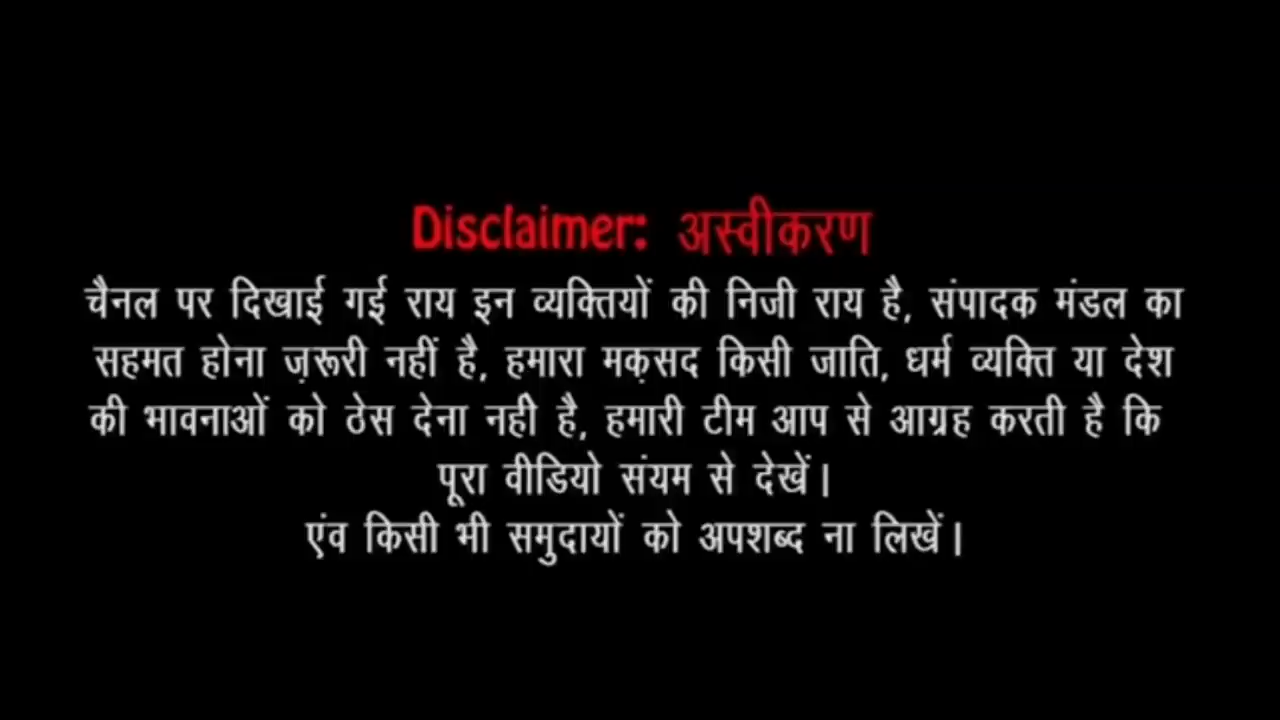 Disclaimer: अस्वीकरण
चैनल पर दिखाई गई राय इन व्यक्तियों की निजी राय है, संपादक मंडल का
सहमत होना ज़रूरी नहीं है, हमारा मक़सद किसी जाति, धर्म व्यक्ति या देश
की भावनाओं को ठेस देना नही है, हमारी टीम आप से आग्रह करती है कि
पूरा वीडियो संयम से देखें।
एंव किसी भी समुदायों को अपशब्द ना लिखें।